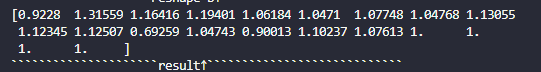 [0.9228  1.31559 1.16416 1.19401 1.06184 1.0471  1.07748 1.04768 1.13055
 1.12345 1.12507 0.69259 1.04743 0.90013 1.10237 1.07613 1.      1.
 1.      1.     ]
~~~~~~~~~~~~~~~~~~~~~result↑~~~~~~~~~~~~~~~~~~~~~~~~~~~~